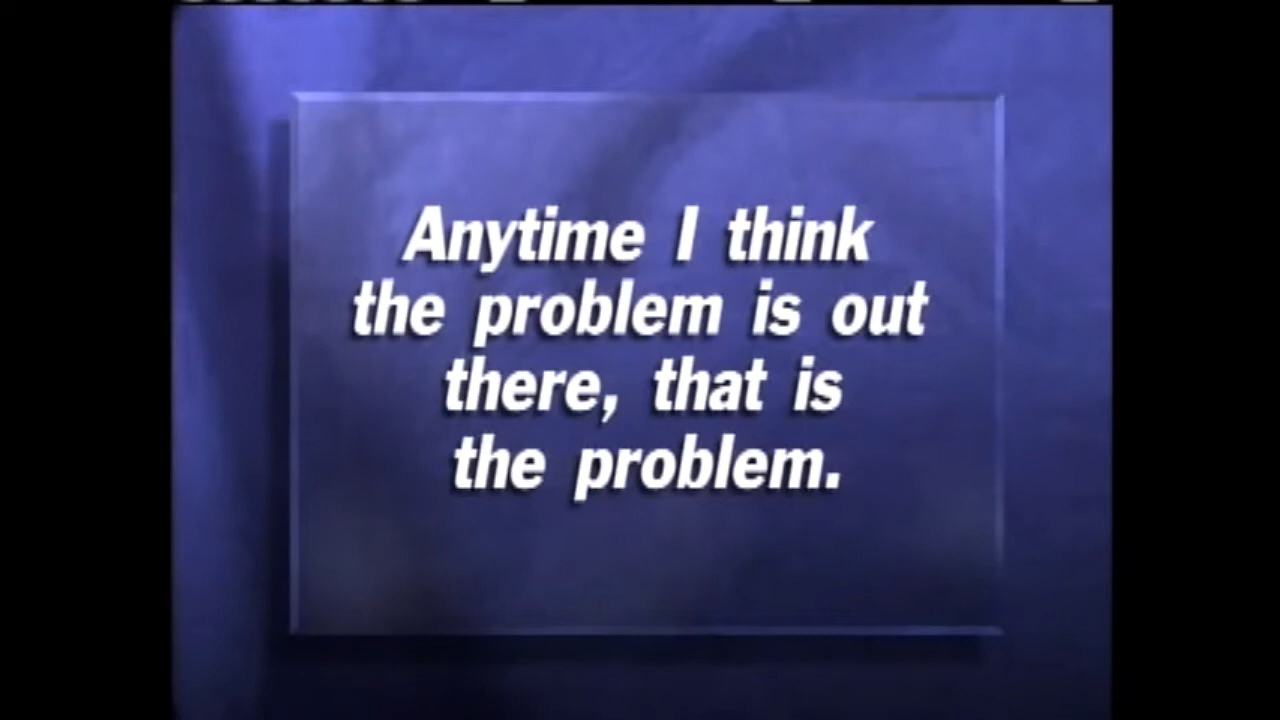 Anytime I think
the problem is out
there, that is
the problem.